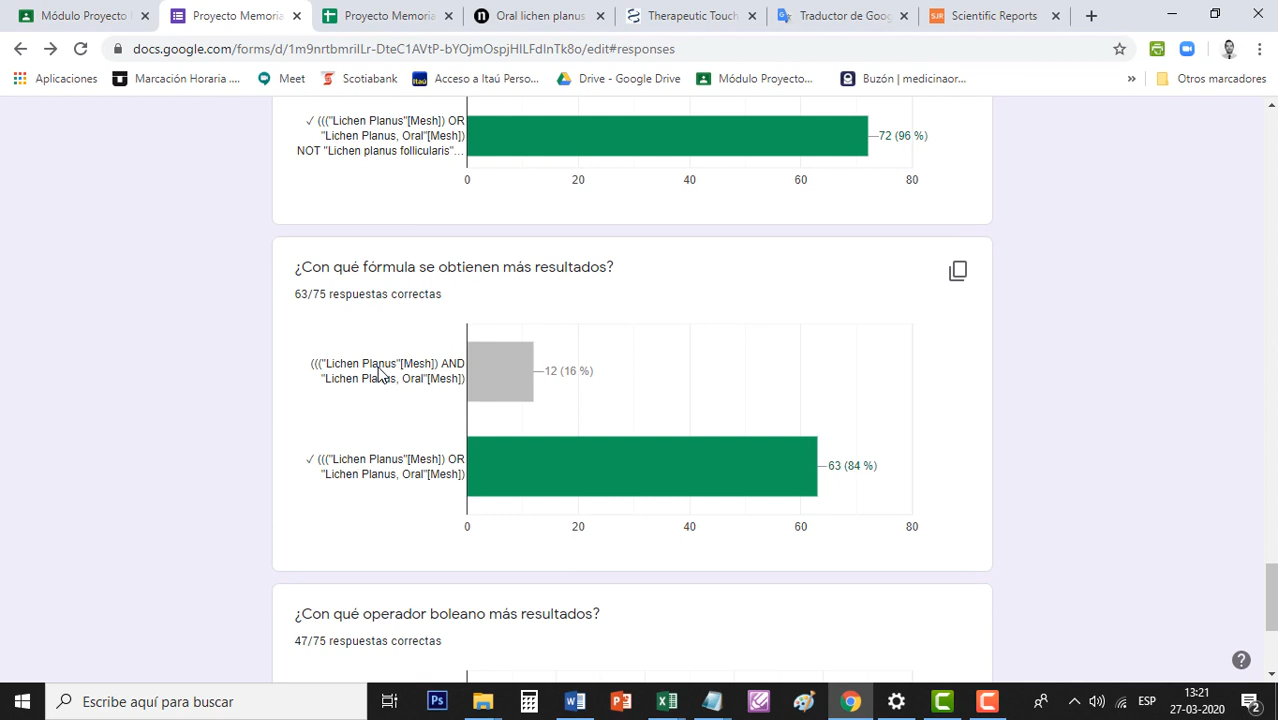 Módulo Proyecto
Proyecto Memoria
Proyecto Memoria
Oral lichen planus
Therapeutic Touch
Traductor de Goog
SJR
Scientific Reports
docs.google.com/forms/d/1m9nrtbmriILr-DteC1AVtP-bYOjmOspjHILFdInTk8o/edit#responses
Aplicaciones
Marcación Horaria ....
Meet
Scotiabank
Itaú
Acceso a Itaú Perso...
Drive - Google Drive
Módulo Proyecto...
Buzón | medicinaor...
»
Otros marcadores
✓ ((("Lichen Planus"[Mesh]) OR
"Lichen Planus, Oral"[Mesh])
NOT "Lichen planus follicularis"...
72 (96 %)
0 20 40 60 80
¿Con qué fórmula se obtienen más resultados?
63/75 respuestas correctas
((("Lichen Planus"[Mesh]) AND
"Lichen Planus, Oral"[Mesh])
12 (16 %)
✓ ((("Lichen Planus"[Mesh]) OR
"Lichen Planus, Oral"[Mesh])
63 (84 %)
0 20 40 60 80
¿Con qué operador boleano más resultados?
47/75 respuestas correctas
Escribe aquí para buscar
Ps
ESP
13:21
27-03-2020
2